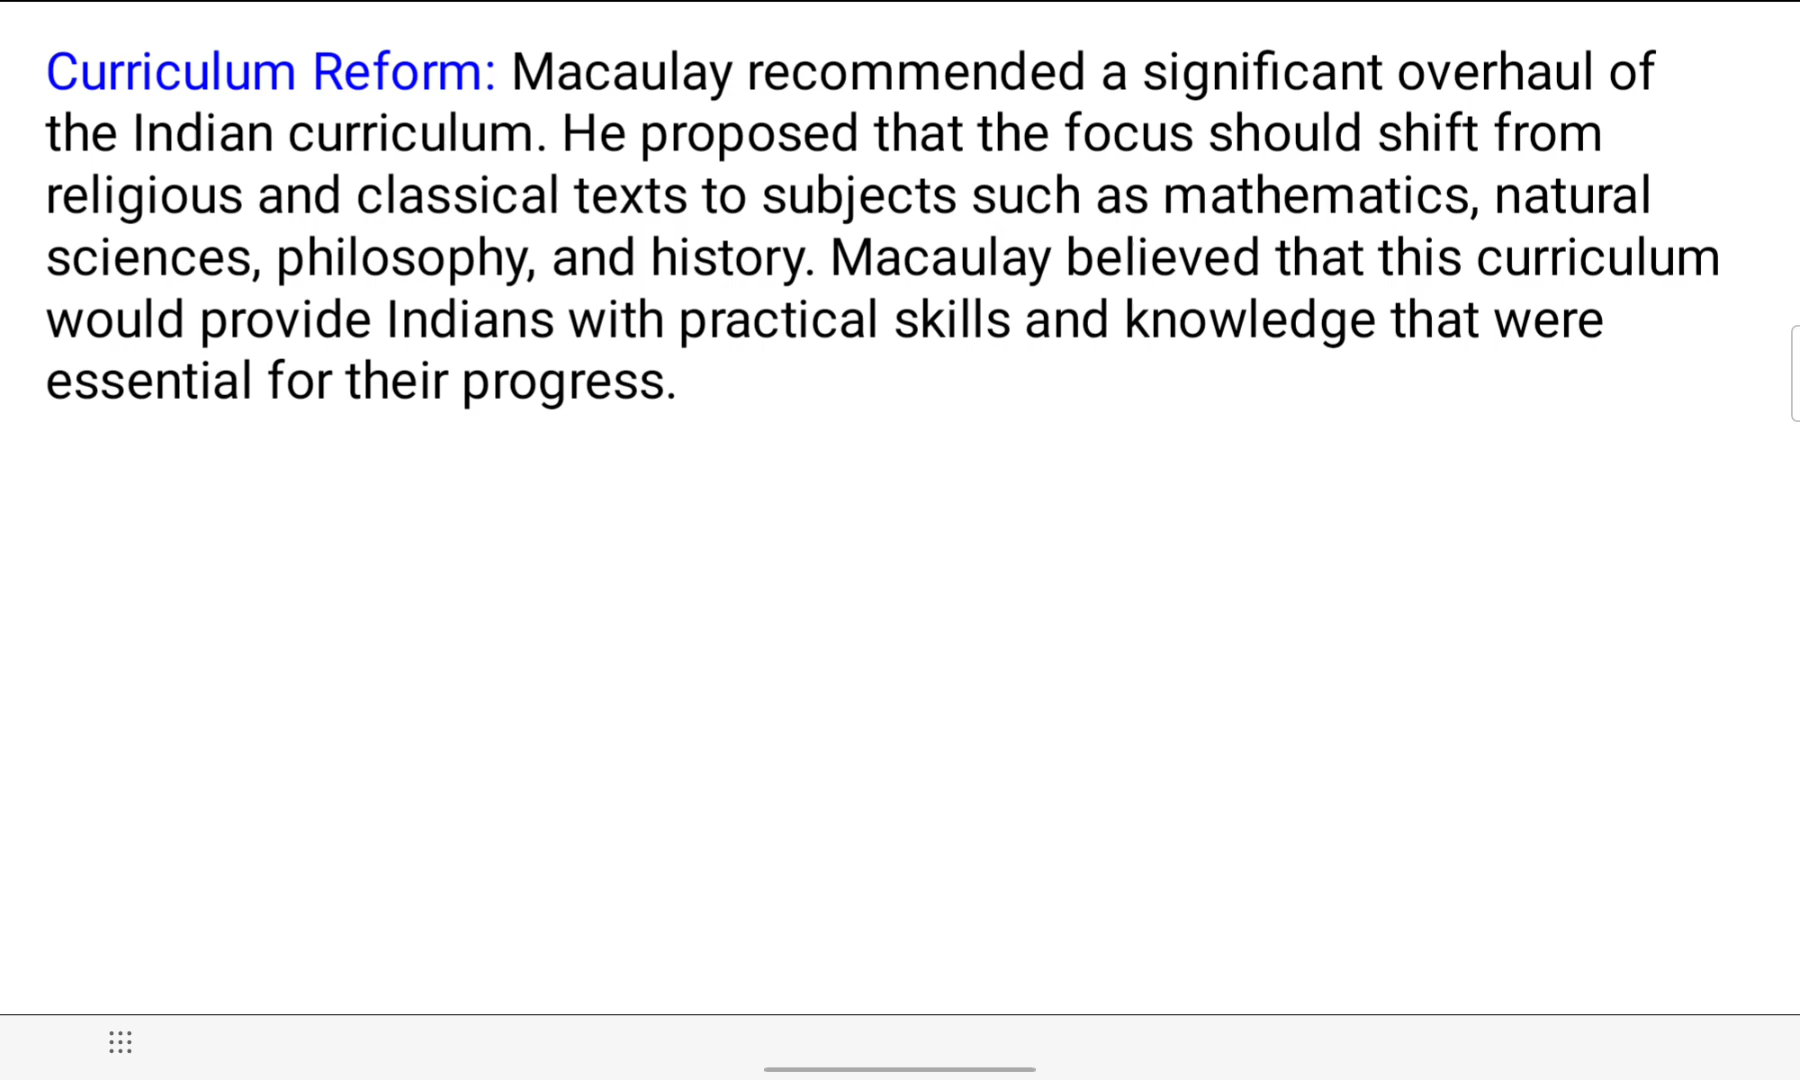 Curriculum Reform: Macaulay recommended a significant overhaul of
the Indian curriculum. He proposed that the focus should shift from
religious and classical texts to subjects such as mathematics, natural
sciences, philosophy, and history. Macaulay believed that this curriculum
would provide Indians with practical skills and knowledge that were
essential for their progress.